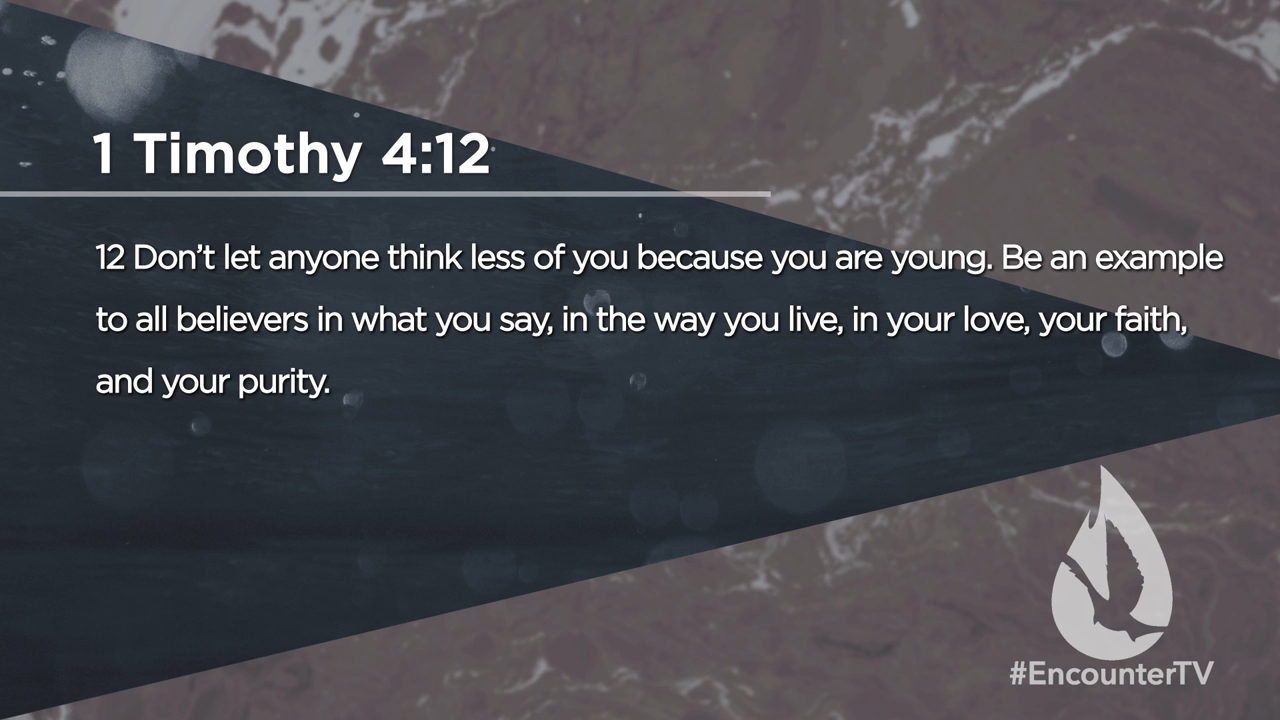 1 Timothy 4:12
12 Don’t let anyone think less of you because you are young. Be an example
to all believers in what you say, in the way you live, in your love, your faith,
and your purity.
#EncounterTV